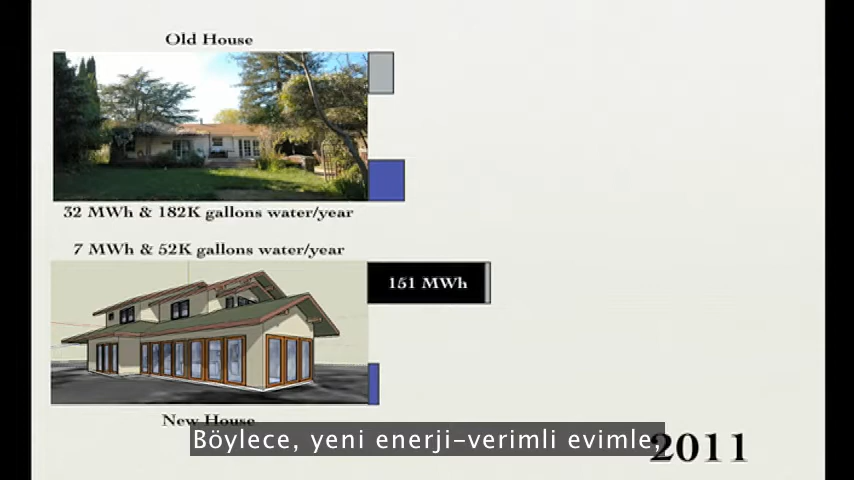 Old House
32 MWh & 182K gallons water/year
7 MWh & 52K gallons water/year
151 MWh
New House
Böylece, yeni enerji-verimli evimle,
2011